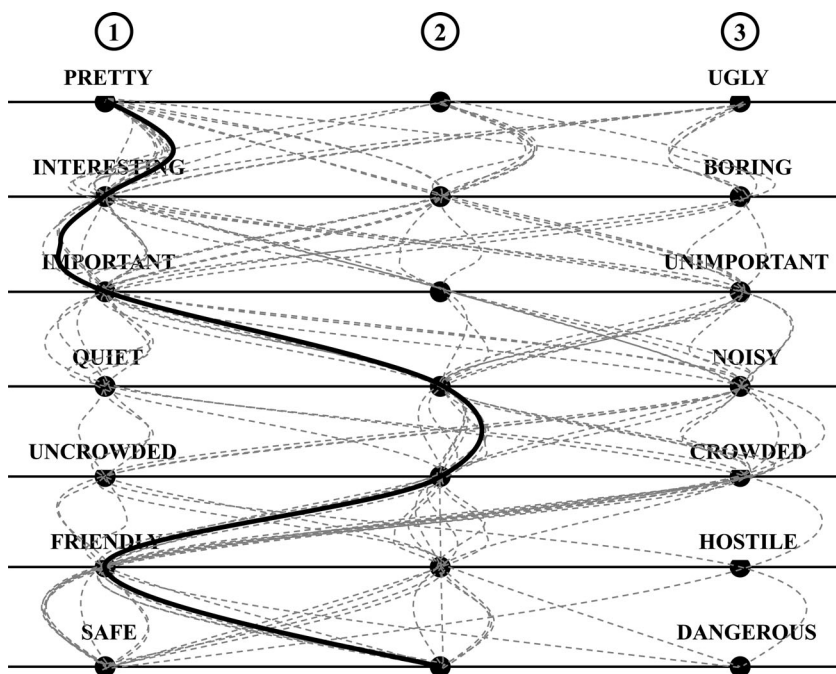 1 2 3
PRETTY UGLY
INTERESTING BORING
IMPORTANT UNIMPORTANT
QUIET NOISY
UNCROWDED CROWDED
FRIENDLY HOSTILE
SAFE DANGEROUS